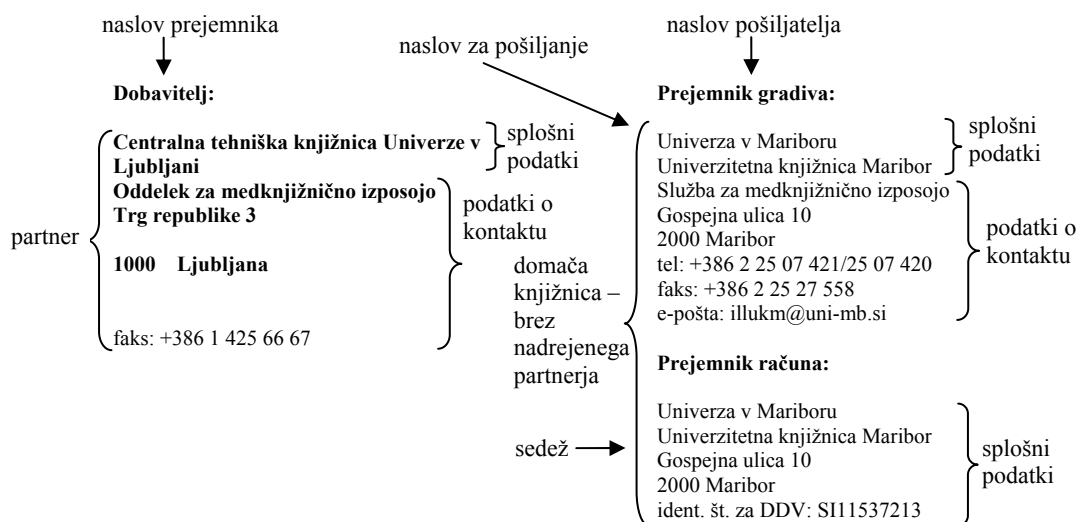 naslov prejemnika
naslov za pošiljanje
naslov pošiljatelja
Dobavitelj:
Centralna tehniška knjižnica Univerze v
Ljubljani
Oddelek za medknjižnično izposojo
Trg republike 3
1000 Ljubljana
faks: +386 1 425 66 67
partner
splošni
podatki
podatki o
kontaktu
domača
knjižnica –
brez
nadrejenega
partnerja
sedež
Prejemnik gradiva:
Univerza v Mariboru
Univerzitetna knjižnica Maribor
Služba za medknjižnično izposojo
Gospejna ulica 10
2000 Maribor
tel: +386 2 25 07 421/25 07 420
faks: +386 2 25 27 558
e-pošta: illukm@uni-mb.si
splošni
podatki
podatki o
kontaktu
Prejemnik računa:
Univerza v Mariboru
Univerzitetna knjižnica Maribor
Gospejna ulica 10
2000 Maribor
ident. št. za DDV: SI11537213
splošni
podatki